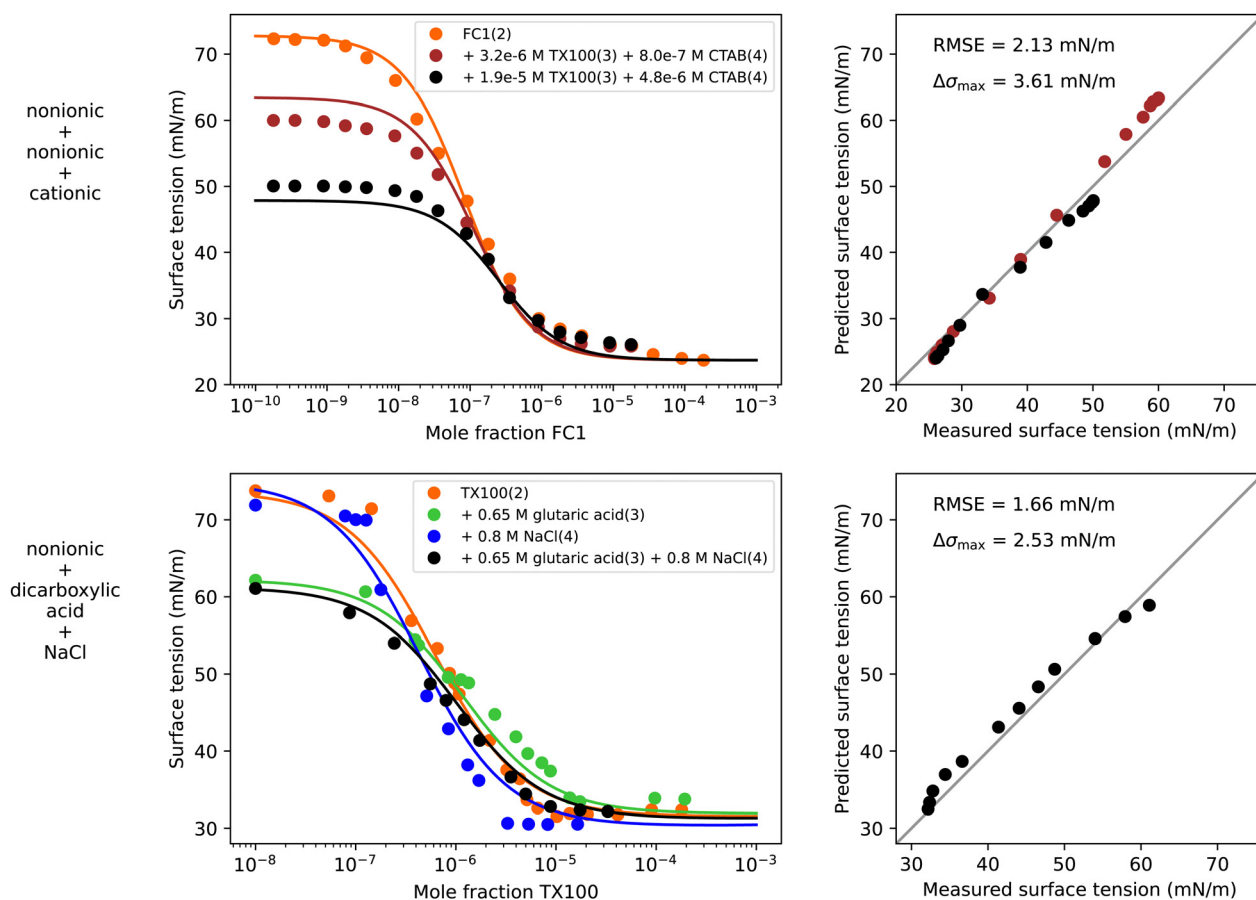 nonionic
+
nonionic
+
cationic
Surface tension (mN/m)
70
60
50
40
30
20
FC1(2)
+ 3.2e-6 M TX100(3) + 8.0e-7 M CTAB(4)
+ 1.9e-5 M TX100(3) + 4.8e-6 M CTAB(4)
10⁻¹⁰ 10⁻⁹ 10⁻⁸ 10⁻⁷ 10⁻⁶ 10⁻⁵ 10⁻⁴ 10⁻³
Mole fraction FC1
Predicted surface tension (mN/m)
70
60
50
40
30
20
RMSE = 2.13 mN/m
Δσmax = 3.61 mN/m
20 30 40 50 60 70
Measured surface tension (mN/m)
nonionic
+
dicarboxylic
acid
+
NaCl
Surface tension (mN/m)
70
60
50
40
30
TX100(2)
+ 0.65 M glutaric acid(3)
+ 0.8 M NaCl(4)
+ 0.65 M glutaric acid(3) + 0.8 M NaCl(4)
10⁻⁸ 10⁻⁷ 10⁻⁶ 10⁻⁵ 10⁻⁴ 10⁻³
Mole fraction TX100
Predicted surface tension (mN/m)
70
60
50
40
30
RMSE = 1.66 mN/m
Δσmax = 2.53 mN/m
30 40 50 60 70
Measured surface tension (mN/m)